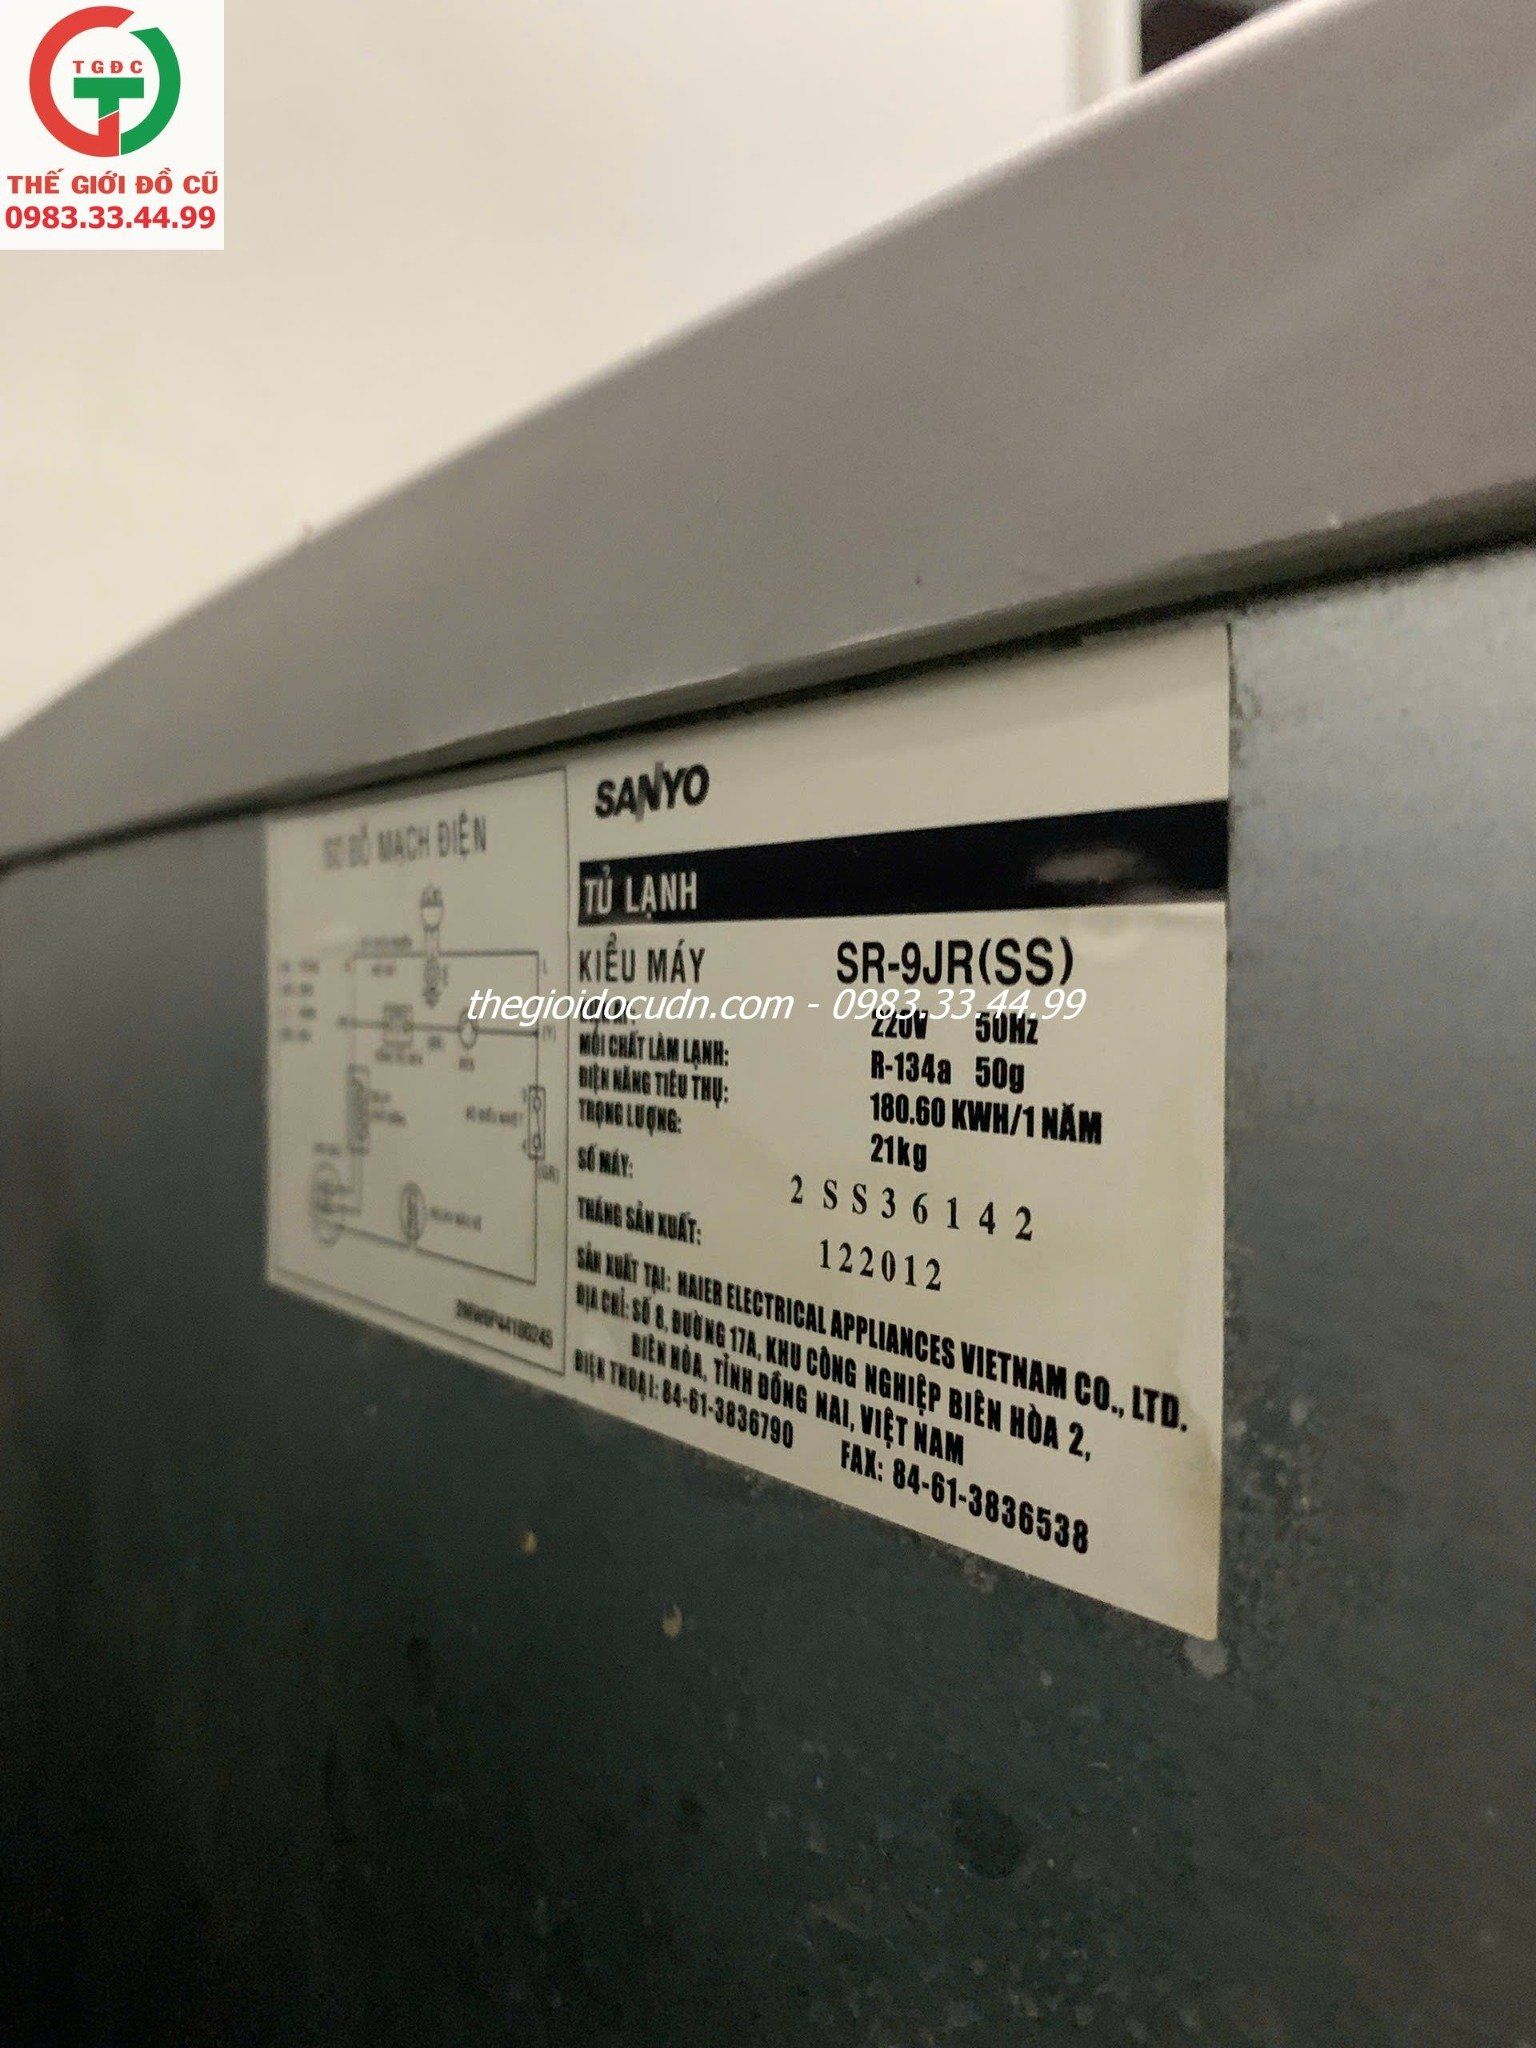 TGĐC
THẾ GIỚI ĐỒ CŨ
0983.33.44.99
SƠ ĐỒ MẠCH ĐIỆN
SANYO
TỦ LẠNH
KIỂU MÁY SR-9JR(SS)
thegioidocudn.com - 0983.33.44.99
220V 50Hz
MÔI CHẤT LÀM LẠNH: R-134a 50g
ĐIỆN NĂNG TIÊU THỤ: 180.60 KWH/1 NĂM
TRỌNG LƯỢNG: 21kg
SỐ MÁY: 2SS36142
THÁNG SẢN XUẤT: 122012
SẢN XUẤT TẠI: HAIER ELECTRICAL APPLIANCES VIETNAM CO., LTD.
ĐỊA CHỈ: SỐ 8, ĐƯỜNG 17A, KHU CÔNG NGHIỆP BIÊN HÒA 2,
BIÊN HÒA, TỈNH ĐỒNG NAI, VIỆT NAM
ĐIỆN THOẠI: 84-61-3836790 FAX: 84-61-3836538